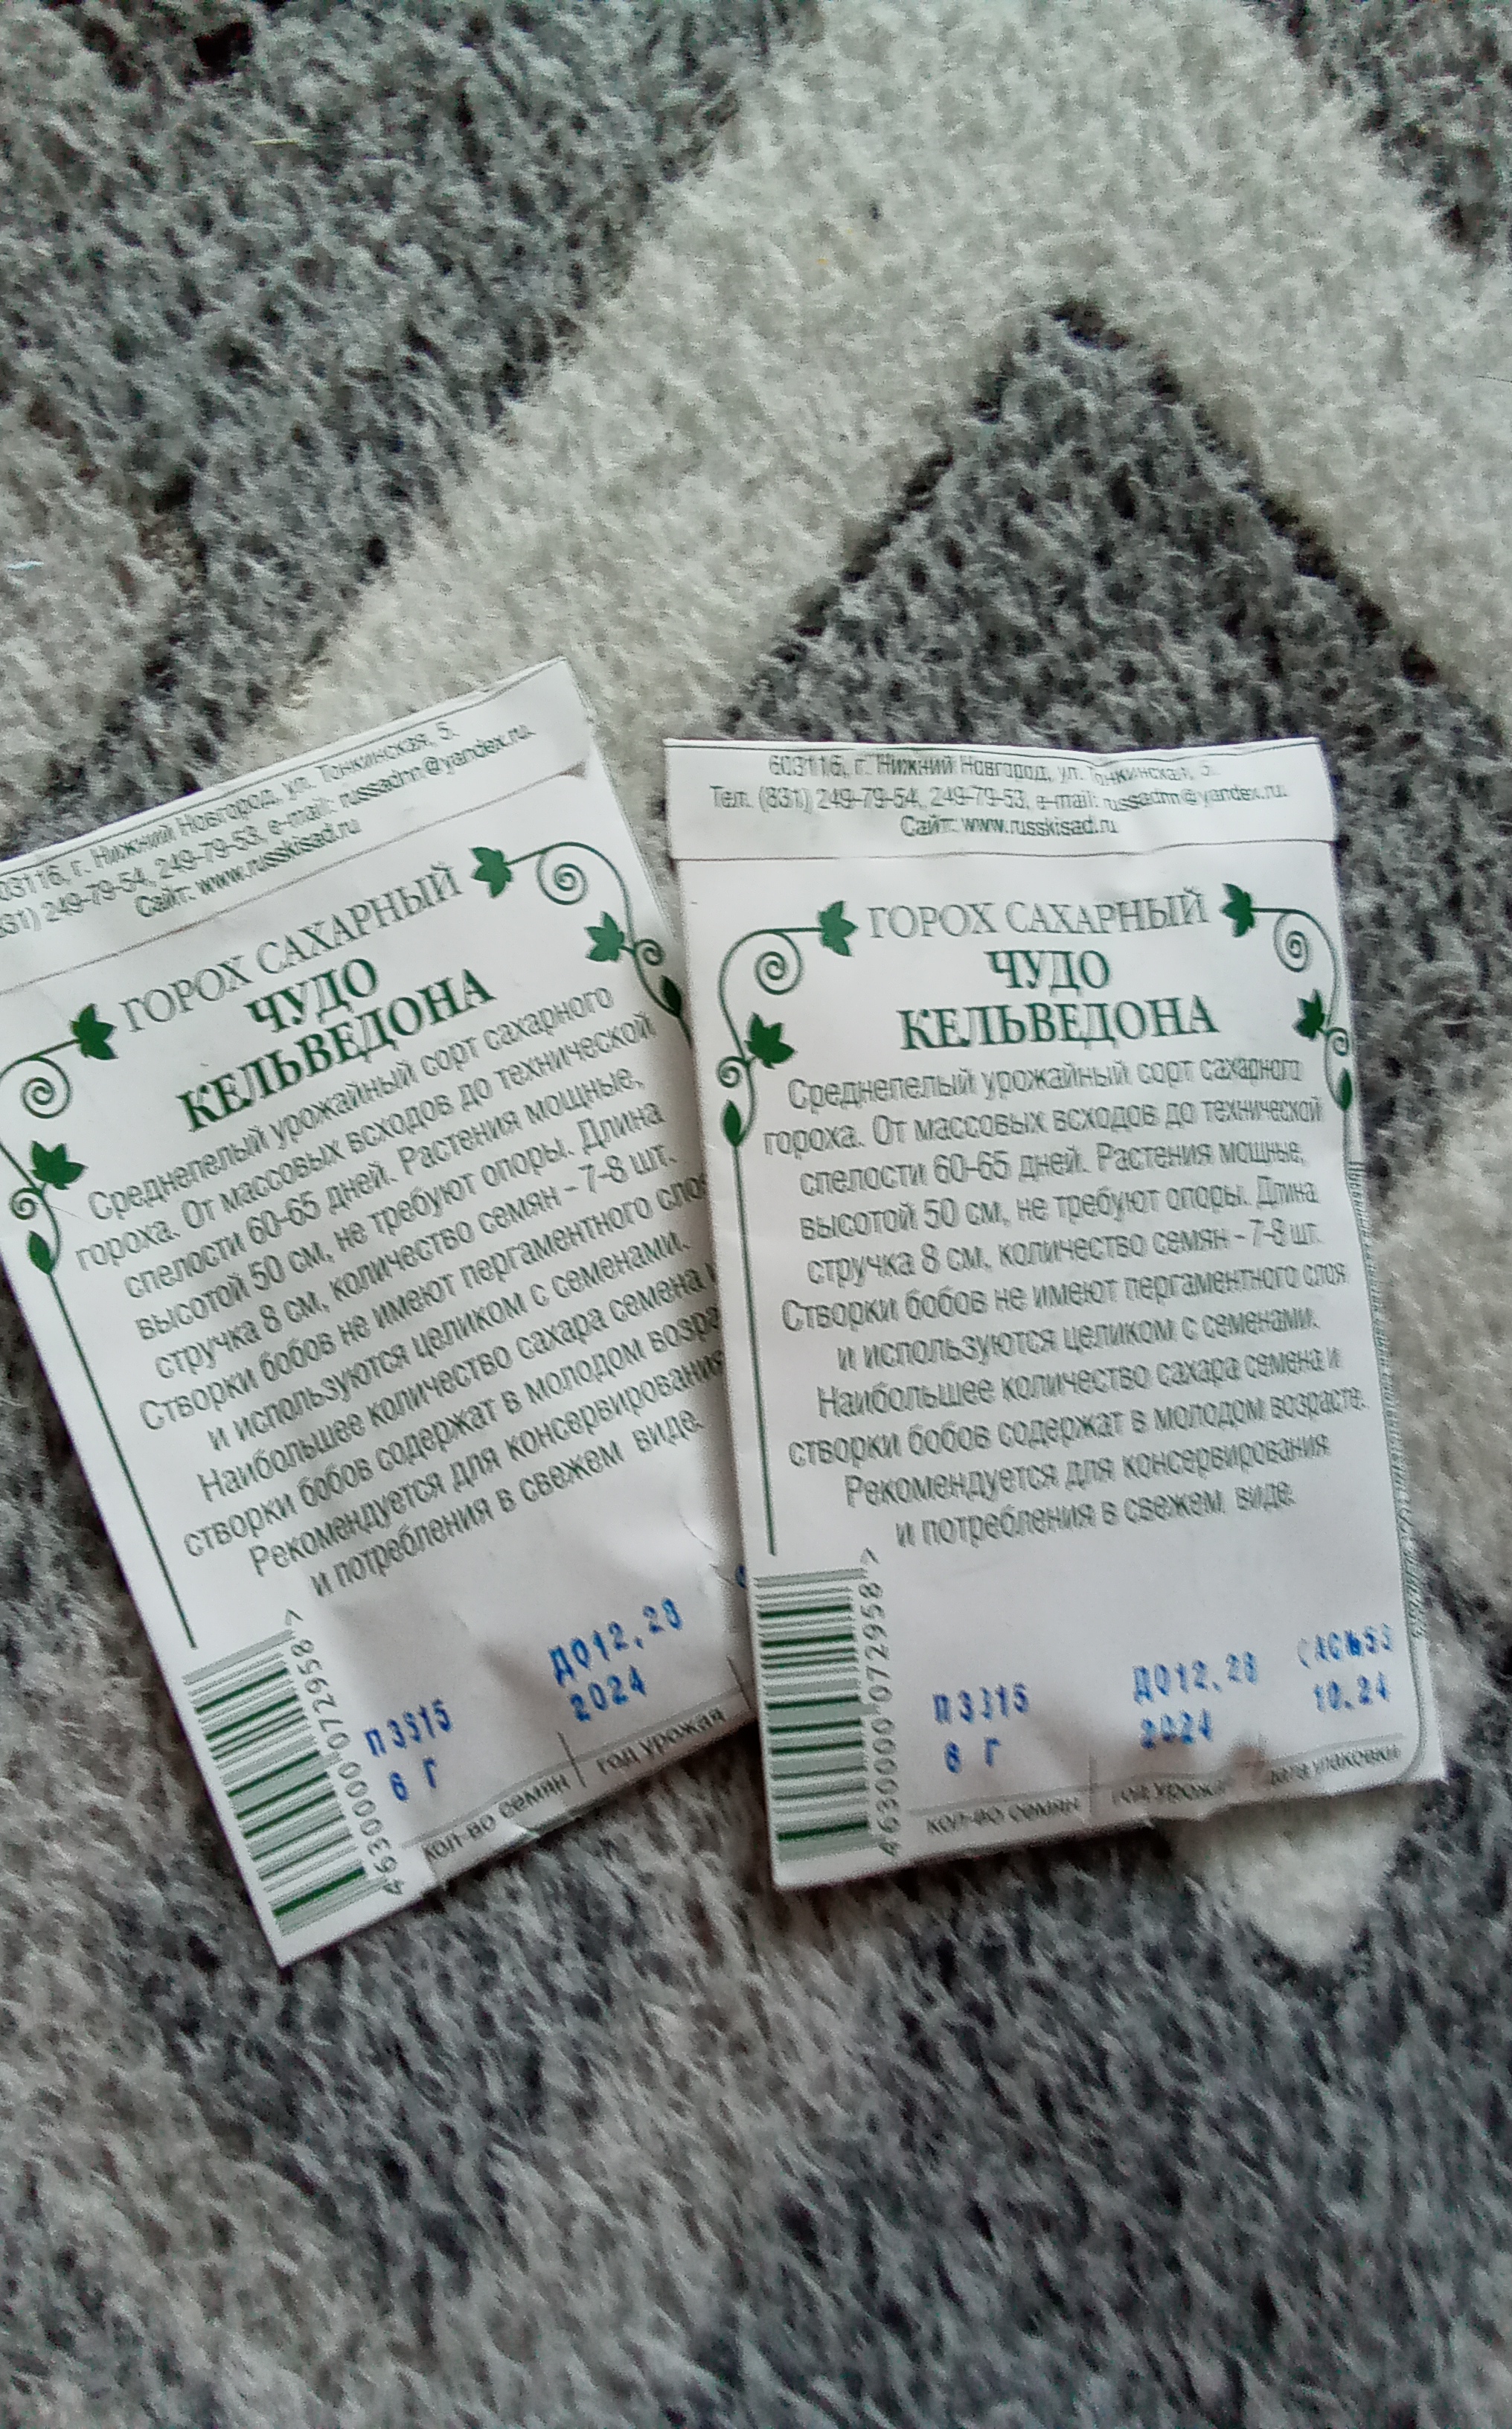 603116, г. Нижний Новгород, ул. Тонкинская, 5.
831) 249-79-54, 249-79-53, e-mail: russadnn@yandex.ru.
Сайт: www.russkisad.ru
ГОРОХ САХАРНЫЙ
ЧУДО
КЕЛЬВЕДОНА
Среднепелый урожайный сорт сахарного
гороха. От массовых всходов до технической
спелости 60-65 дней. Растения мощные,
высотой 50 см, не требуют опоры. Длина
стручка 8 см, количество семян - 7-8 шт.
Створки бобов не имеют пергаментного
и используются целиком с семенами.
Наибольшее количество сахара семена
створки бобов содержат в молодом
Рекомендуется для консервирования
и потребления в свежем виде.
4630000072958>
ДО12.28
2024
6 Г
кол-во семян | год урожая
603116, г. Нижний Новгород, ул. Тонкинская, 5.
Тел. (831) 249-79-54, 249-79-53, e-mail: russadnn@yandex.ru.
Сайт: www.russkisad.ru
ГОРОХ САХАРНЫЙ
ЧУДО
КЕЛЬВЕДОНА
Среднепелый урожайный сорт сахарного
гороха. От массовых всходов до технической
спелости 60-65 дней. Растения мощные,
высотой 50 см, не требуют опоры. Длина
стручка 8 см, количество семян - 7-8 шт.
Створки бобов не имеют пергаментного слоя
и используются целиком с семенами.
Наибольшее количество сахара семена и
створки бобов содержат в молодом возрасте.
Рекомендуется для консервирования
и потребления в свежем виде.
4630000072958>
ДО12.28
6 Г 2024 10.24
кол-во семян | год урожая | дата упаковки